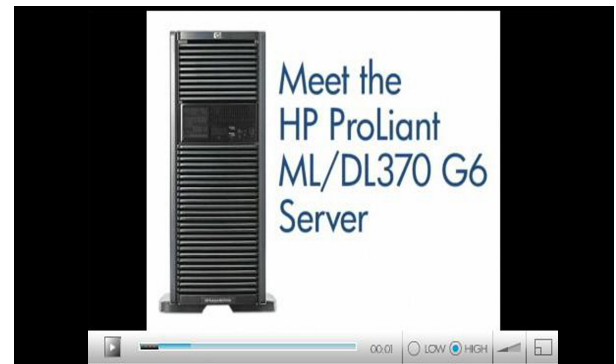 Meet the
HP ProLiant
ML/DL370 G6
Server
00:01 LOW HIGH